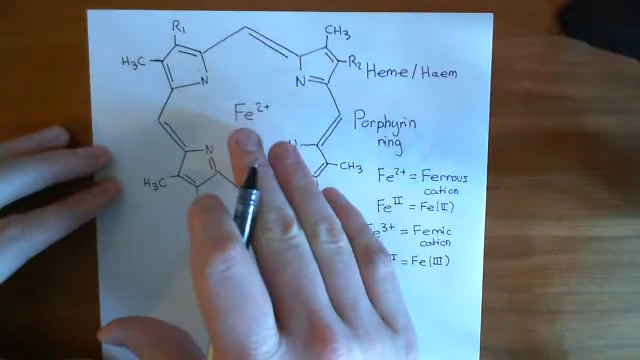 R₁
CH₃
H₃C
R₂
N
N
Heme/Haem
Fe²⁺
Porphyrin
ring
N
CH₃
H₃C
Fe²⁺ = Ferrous
cation
Feᴵᴵ = Fe(II)
e³⁺ = Ferric
cation
I = Fe(III)